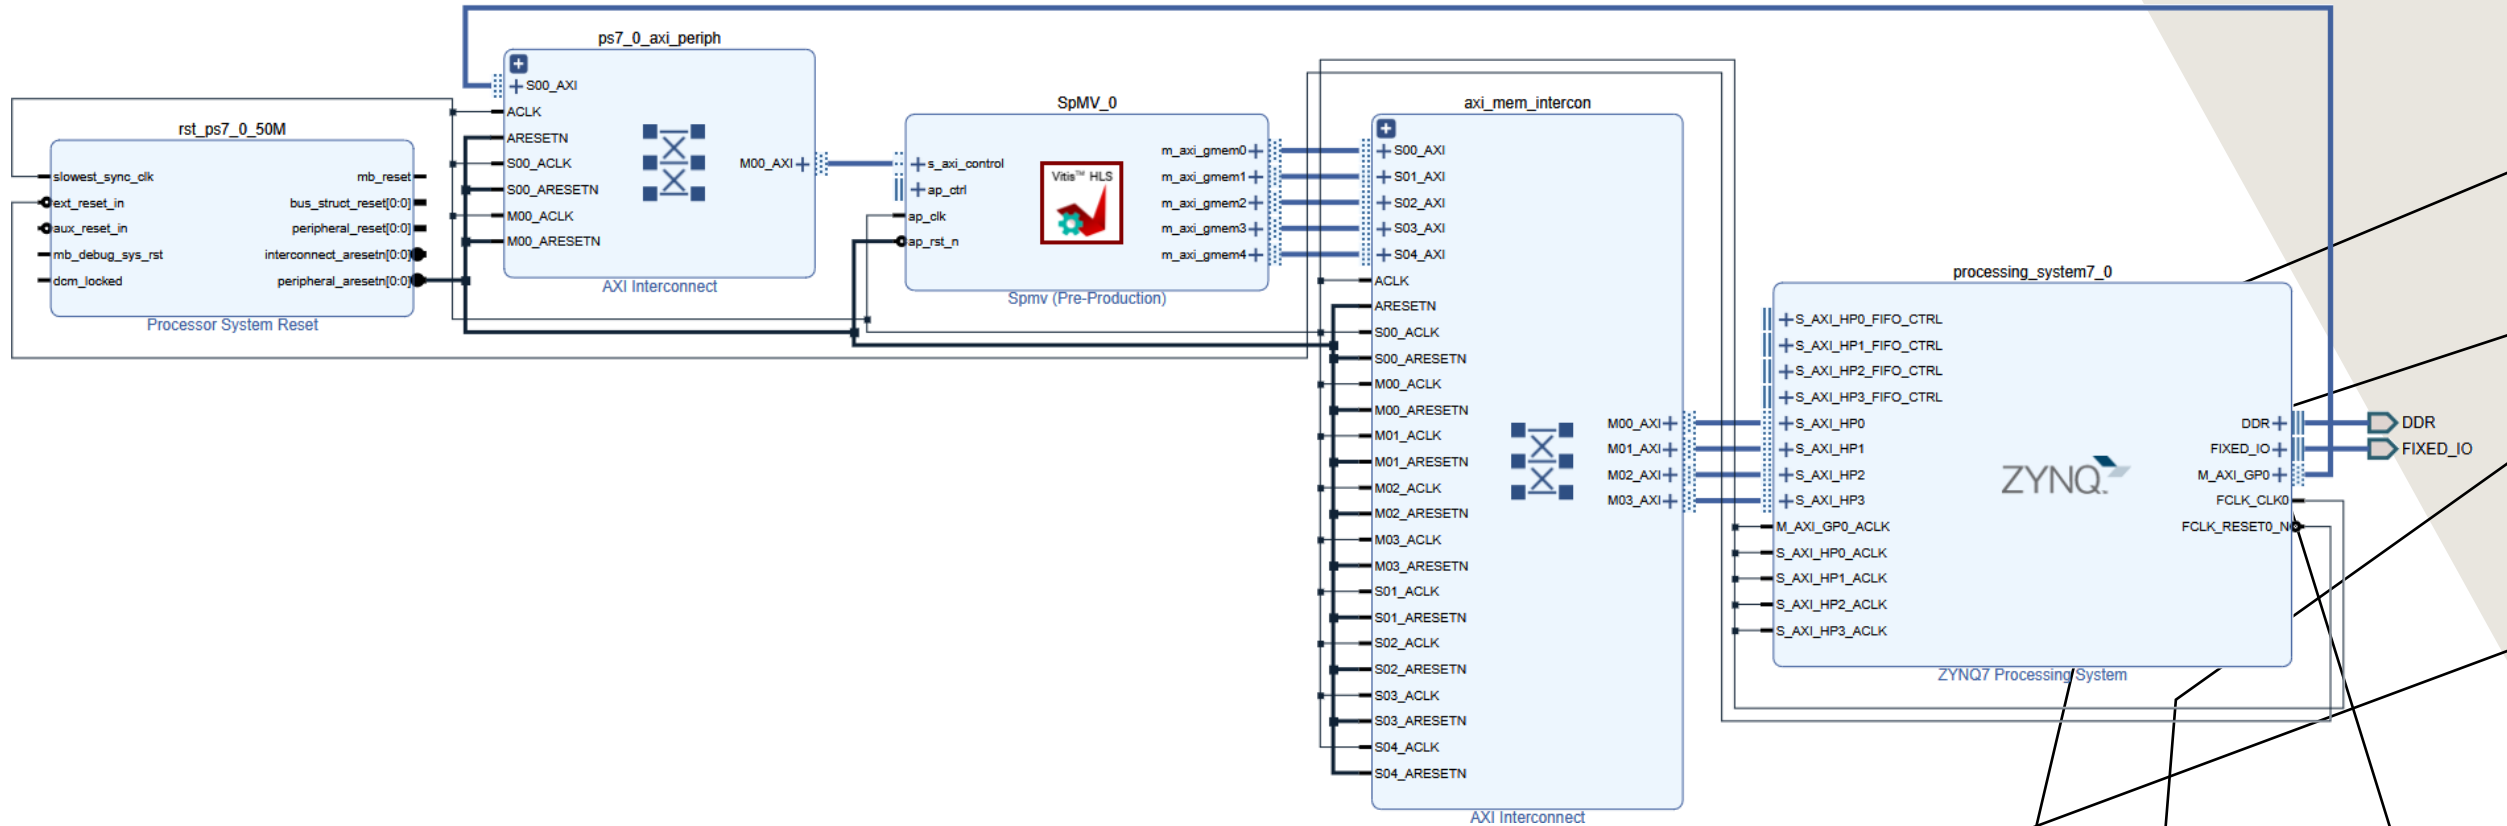 ps7_0_axi_periph
S00_AXI
ACLK
ARESETN
S00_ACLK
S00_ARESETN
M00_ACLK
M00_ARESETN
M00_AXI
AXI Interconnect
rst_ps7_0_50M
slowest_sync_clk
ext_reset_in
aux_reset_in
mb_debug_sys_rst
dcm_locked
mb_reset
bus_struct_reset[0:0]
peripheral_reset[0:0]
interconnect_aresetn[0:0]
peripheral_aresetn[0:0]
Processor System Reset
SpMV_0
s_axi_control
ap_ctrl
ap_clk
ap_rst_n
Vitis™ HLS
m_axi_gmem0
m_axi_gmem1
m_axi_gmem2
m_axi_gmem3
m_axi_gmem4
Spmv (Pre-Production)
axi_mem_intercon
S00_AXI
S01_AXI
S02_AXI
S03_AXI
S04_AXI
ACLK
ARESETN
S00_ACLK
S00_ARESETN
M00_ACLK
M00_ARESETN
M01_ACLK
M01_ARESETN
M02_ACLK
M02_ARESETN
M03_ACLK
M03_ARESETN
S01_ACLK
S01_ARESETN
S02_ACLK
S02_ARESETN
S03_ACLK
S03_ARESETN
S04_ACLK
S04_ARESETN
M00_AXI
M01_AXI
M02_AXI
M03_AXI
AXI Interconnect
processing_system7_0
S_AXI_HP0_FIFO_CTRL
S_AXI_HP1_FIFO_CTRL
S_AXI_HP2_FIFO_CTRL
S_AXI_HP3_FIFO_CTRL
S_AXI_HP0
S_AXI_HP1
S_AXI_HP2
S_AXI_HP3
M_AXI_GP0_ACLK
S_AXI_HP0_ACLK
S_AXI_HP1_ACLK
S_AXI_HP2_ACLK
S_AXI_HP3_ACLK
ZYNQ
DDR
FIXED_IO
M_AXI_GP0
FCLK_CLK0
FCLK_RESET0_N
ZYNQ7 Processing System
DDR
FIXED_IO